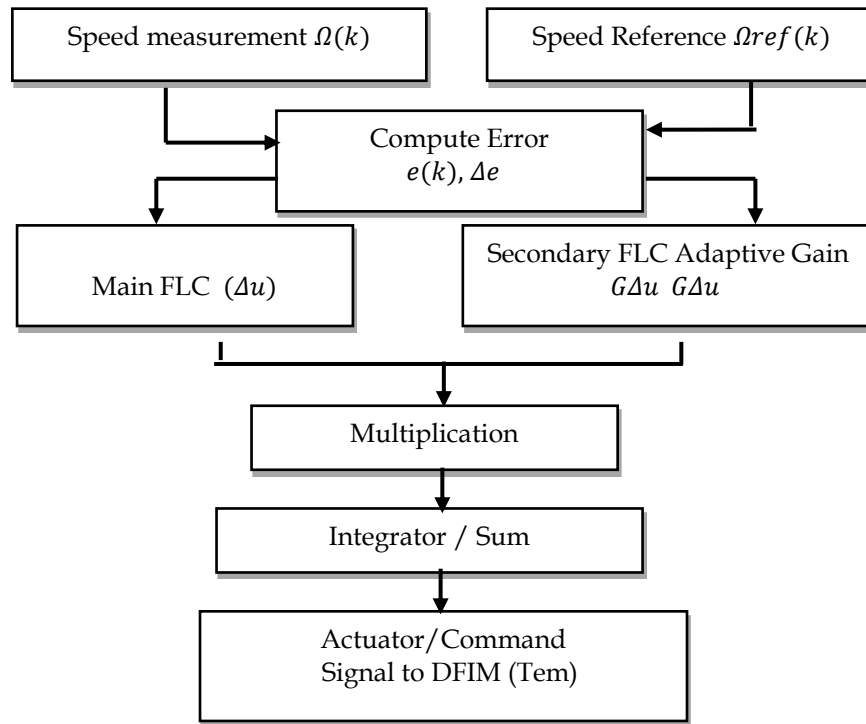 Speed measurement Ω(k)
Speed Reference Ωref(k)
Compute Error
e(k), Δe
Main FLC (Δu)
Secondary FLC Adaptive Gain
GΔu GΔu
Multiplication
Integrator / Sum
Actuator/Command
Signal to DFIM (Tem)